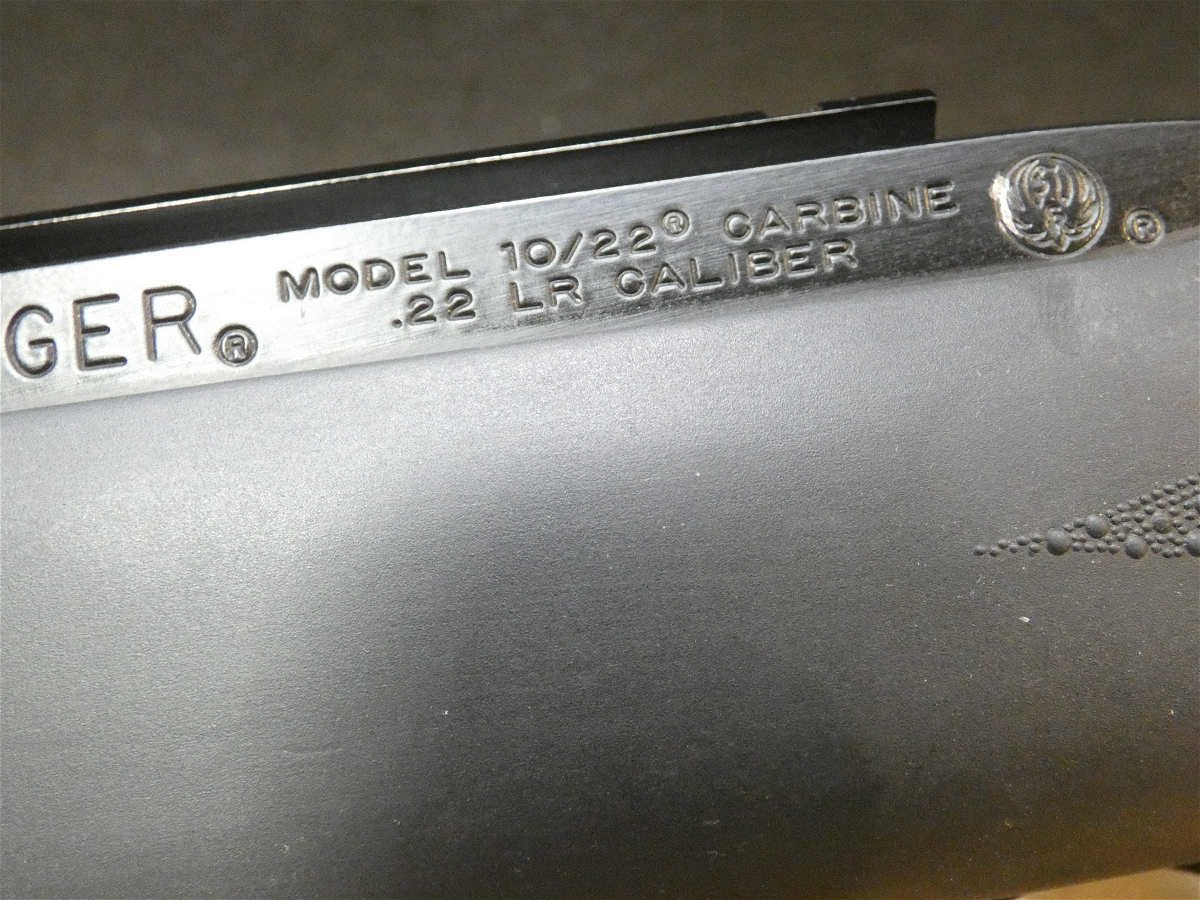 GER®
MODEL 10/22® CARBINE
.22 LR CALIBER
®